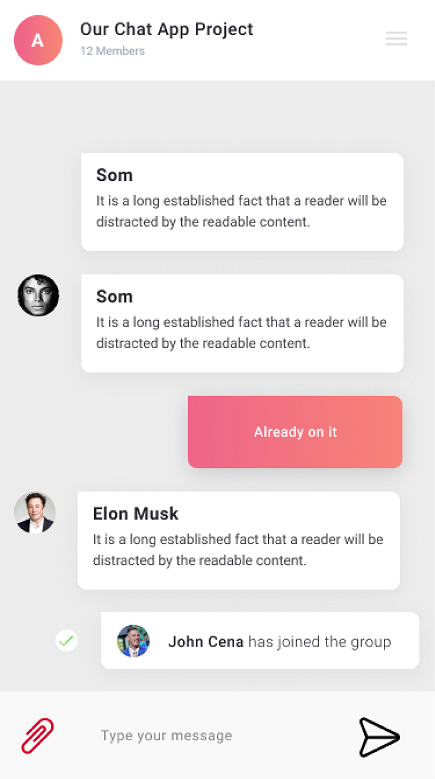 A
Our Chat App Project
12 Members
Som
It is a long established fact that a reader will be
distracted by the readable content.
Som
It is a long established fact that a reader will be
distracted by the readable content.
Already on it
Elon Musk
It is a long established fact that a reader will be
distracted by the readable content.
John Cena has joined the group
Type your message